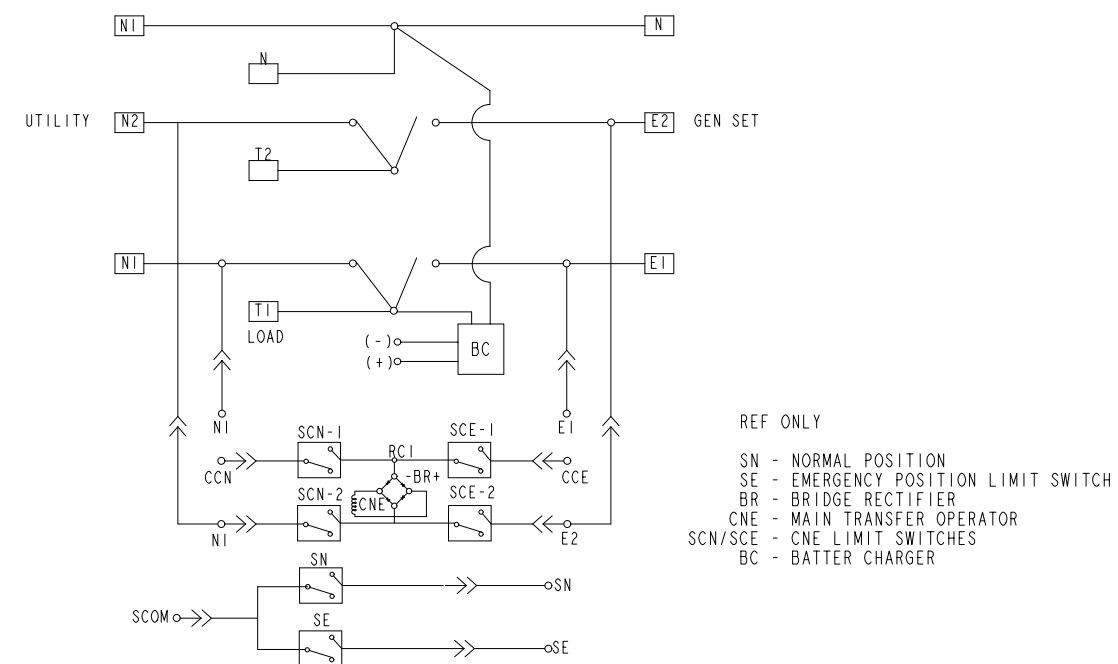 N1
N
N
UTILITY
N2
E2
GEN SET
T2
N1
E1
T1
LOAD
(-)
(+)
BC
N1
E1
SCN-1
SCE-1
RC1
CCN
CCE
-BR+
SCN-2
SCE-2
CNE
N1
E2
SN
SN
SCOM
SE
SE
REF ONLY
SN - NORMAL POSITION
SE - EMERGENCY POSITION LIMIT SWITCH
BR - BRIDGE RECTIFIER
CNE - MAIN TRANSFER OPERATOR
SCN/SCE - CNE LIMIT SWITCHES
BC - BATTER CHARGER